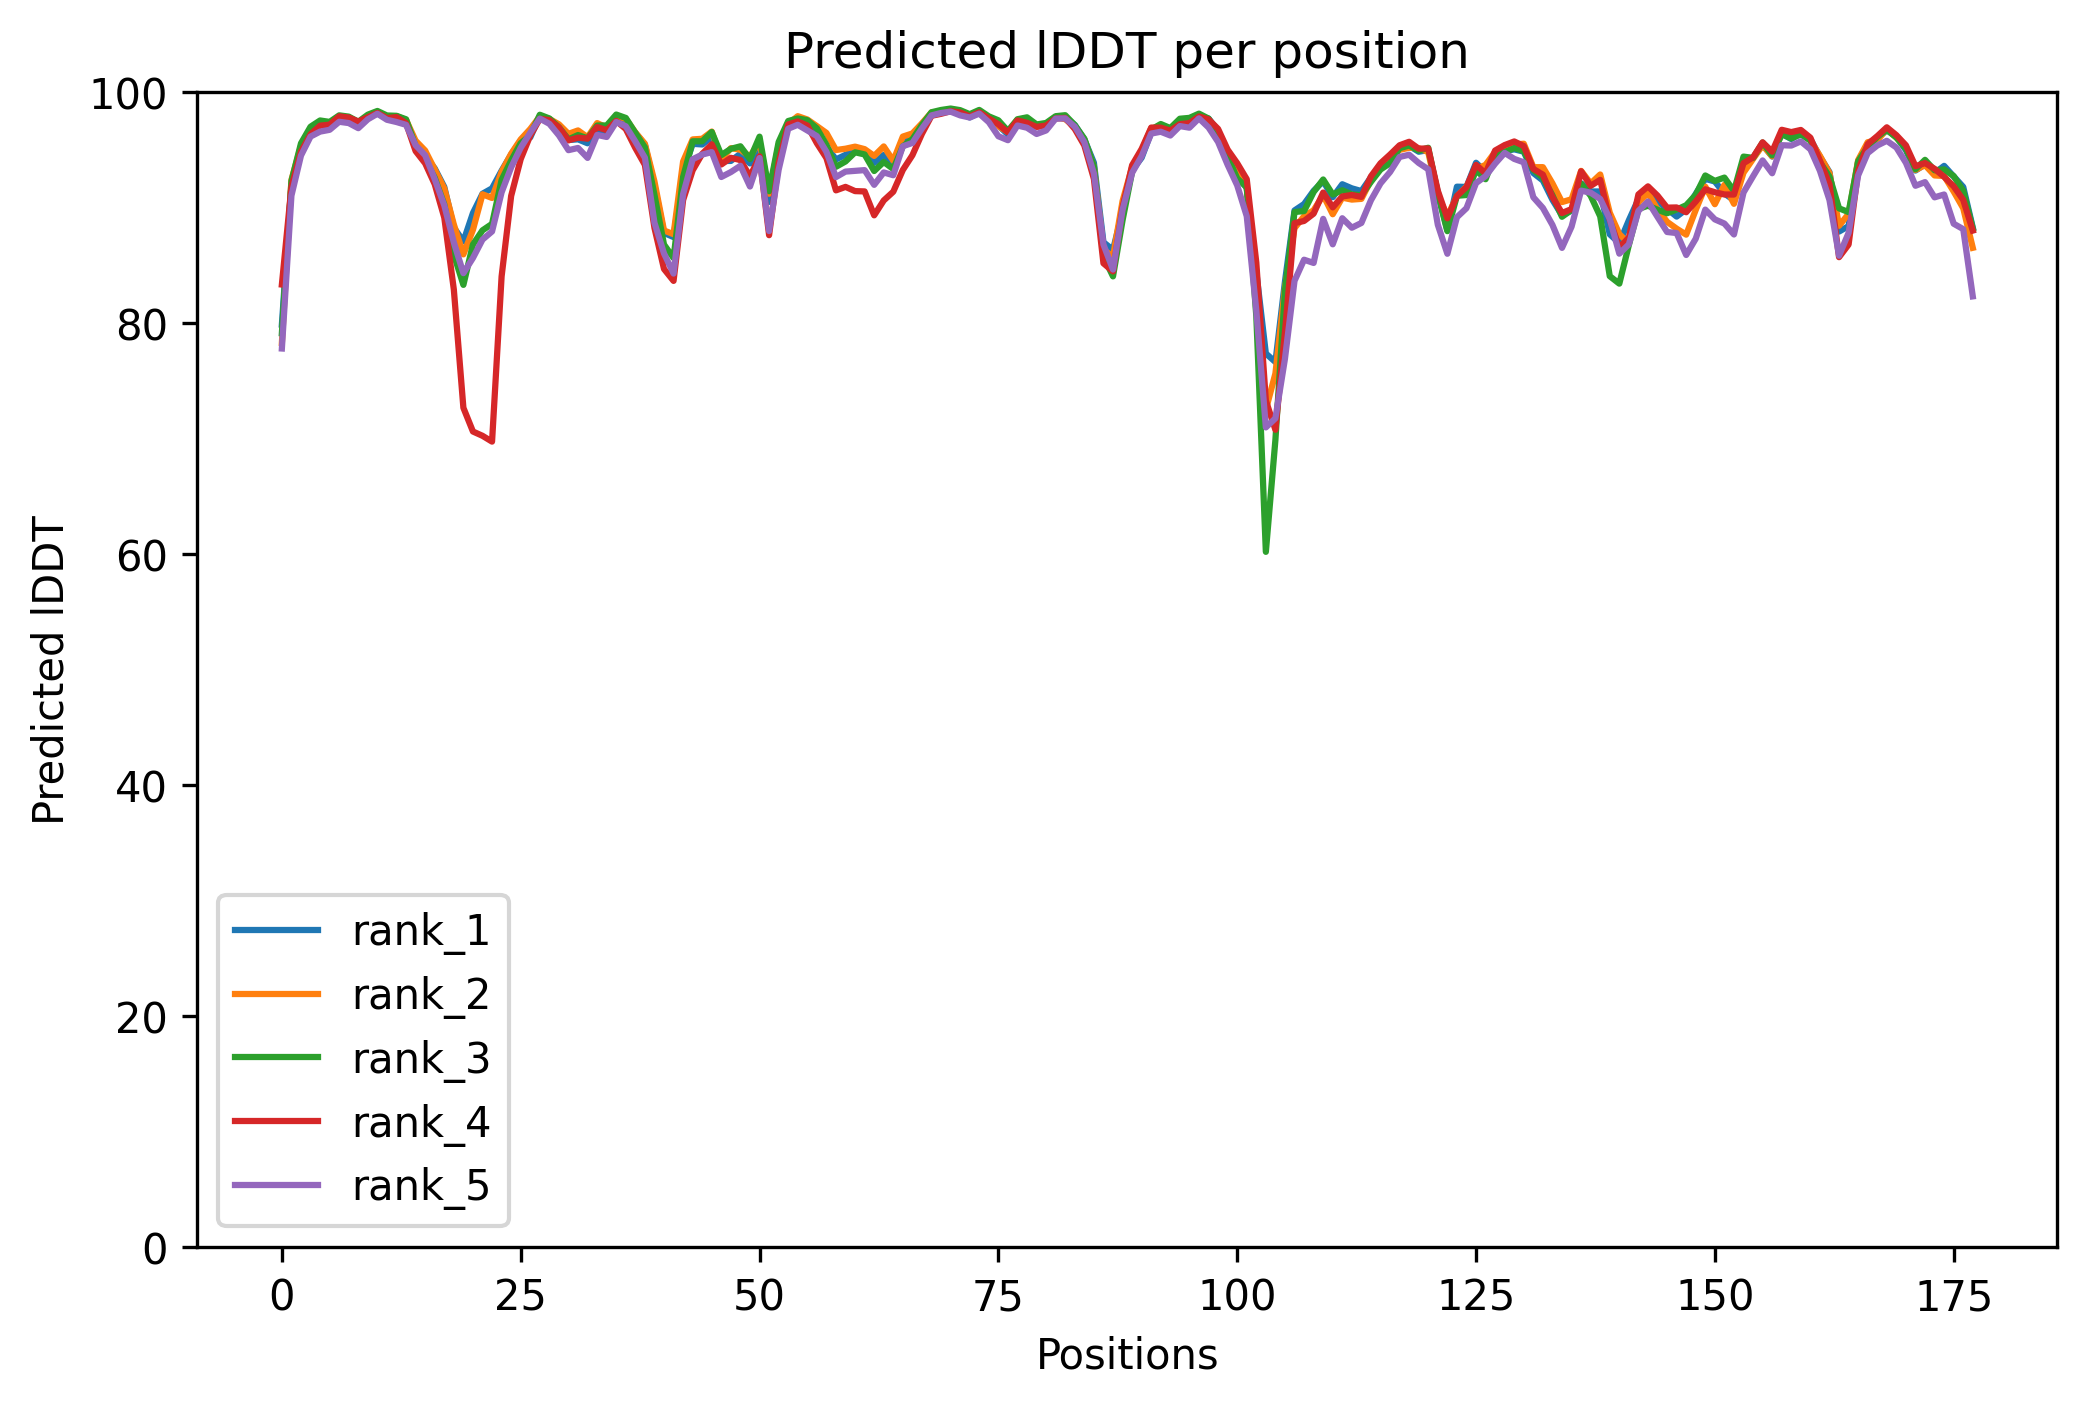 Predicted lDDT per position
100
80
60
40
20
0
Predicted lDDT
rank_1
rank_2
rank_3
rank_4
rank_5
0 25 50 75 100 125 150 175
Positions